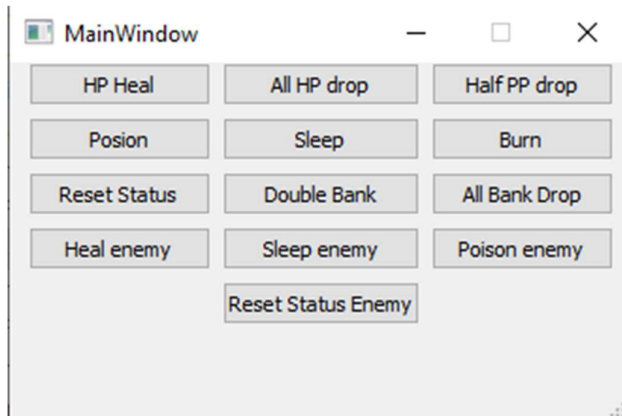 MainWindow
HP Heal All HP drop Half PP drop
Posion Sleep Burn
Reset Status Double Bank All Bank Drop
Heal enemy Sleep enemy Poison enemy
Reset Status Enemy